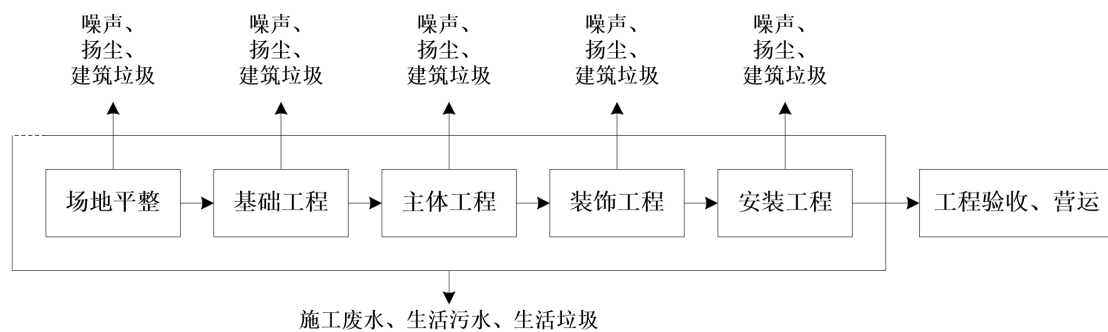 噪声、
扬尘、
建筑垃圾
噪声、
扬尘、
建筑垃圾
噪声、
扬尘、
建筑垃圾
噪声、
扬尘、
建筑垃圾
噪声、
扬尘、
建筑垃圾
场地平整
基础工程
主体工程
装饰工程
安装工程
工程验收、营运
施工废水、生活污水、生活垃圾